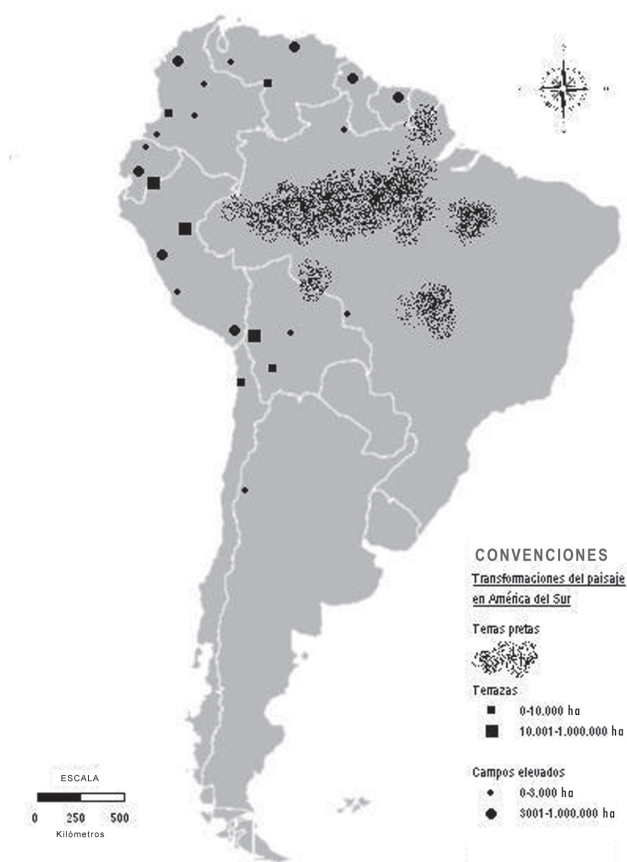 CONVENCIONES
Transformaciones del paisaje
en América del Sur
Terras pretas
Terrazas
0-10.000 ha
10.001-1.000.000 ha
Campos elevados
0-3.000 ha
3001-1.000.000 ha
ESCALA
0 250 500
Kilómetros